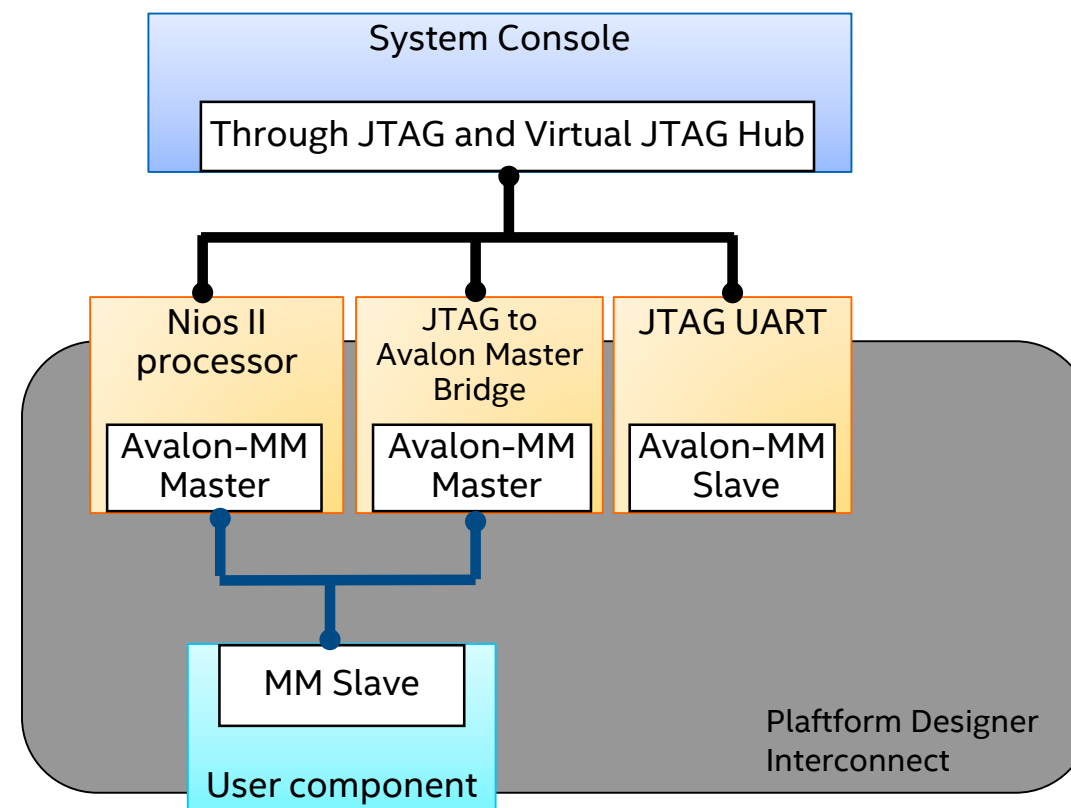 System Console
Through JTAG and Virtual JTAG Hub
Nios II
processor
JTAG to
Avalon Master
Bridge
JTAG UART
Avalon-MM
Master
Avalon-MM
Master
Avalon-MM
Slave
MM Slave
User component
Plaftform Designer
Interconnect